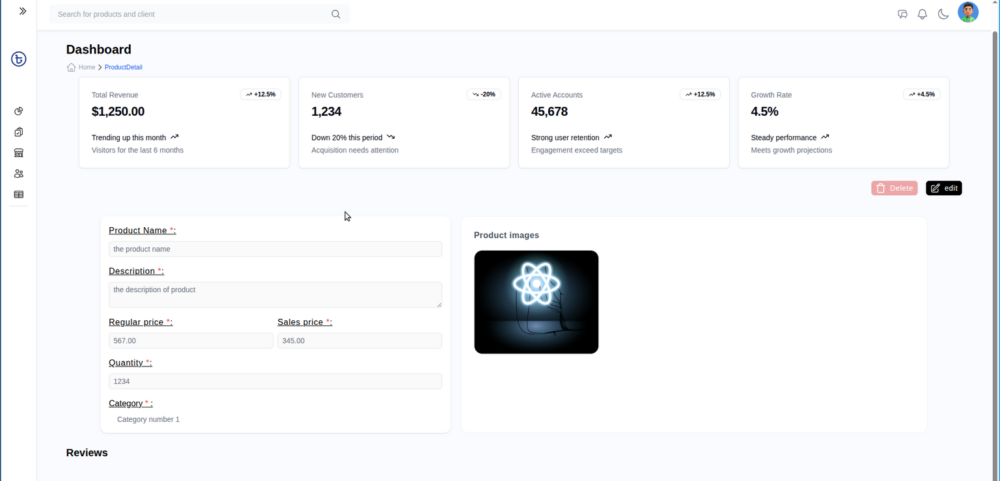 Search for products and client
Dashboard
Home ProductDetail
Total Revenue
+12.5%
$1,250.00
Trending up this month
Visitors for the last 6 months
New Customers
-20%
1,234
Down 20% this period
Acquisition needs attention
Active Accounts
+12.5%
45,678
Strong user retention
Engagement exceed targets
Growth Rate
+4.5%
4.5%
Steady performance
Meets growth projections
Delete
edit
Product Name *:
the product name
Description *:
the description of product
Regular price *:
567.00
Sales price *:
345.00
Quantity *:
1234
Category * :
Category number 1
Product images
Reviews